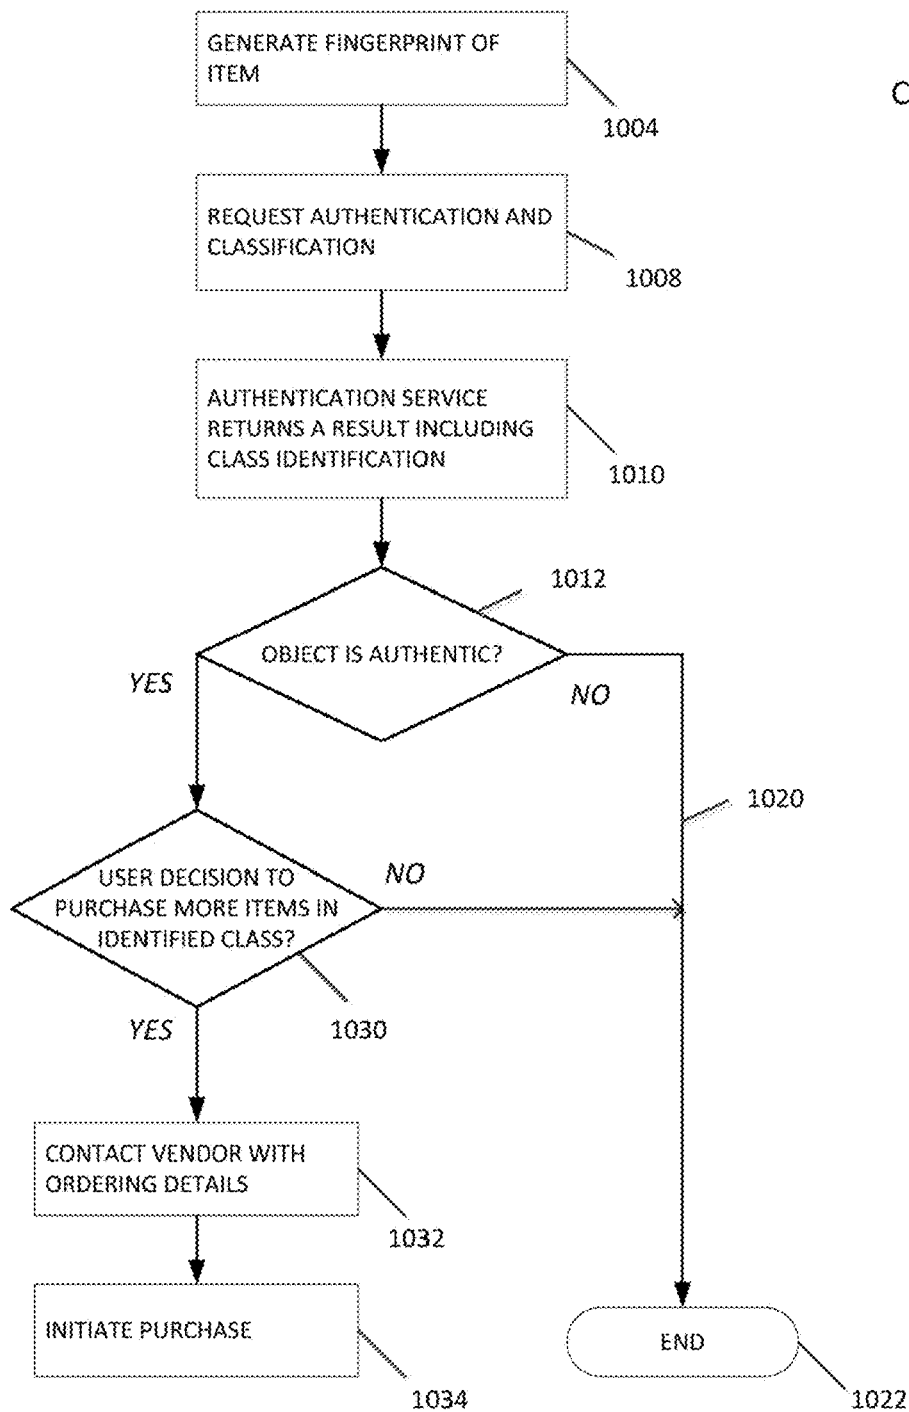 GENERATE FINGERPRINT OF
ITEM
C
1004
REQUEST AUTHENTICATION AND
CLASSIFICATION
1008
AUTHENTICATION SERVICE
RETURNS A RESULT INCLUDING
CLASS IDENTIFICATION
1010
1012
OBJECT IS AUTHENTIC?
YES
NO
1020
USER DECISION TO
PURCHASE MORE ITEMS IN
IDENTIFIED CLASS?
NO
1030
YES
CONTACT VENDOR WITH
ORDERING DETAILS
1032
INITIATE PURCHASE
1034
END
1022